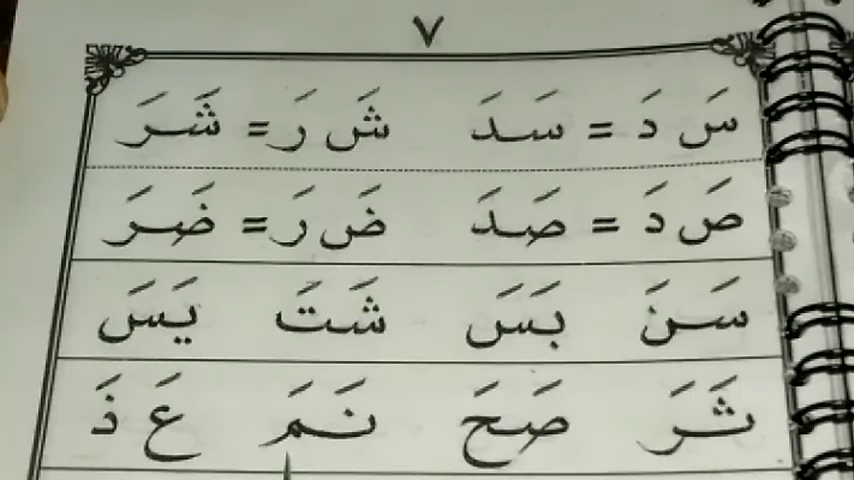 ٧
سَ دَ = سَدَ شَ رَ = شَرَ
صَ دَ = صَدَ ضَ رَ = ضَرَ
سَنَ بَسَ شَتَ يَسَ
ثَرَ صَحَ نَمَ عَ ذَ